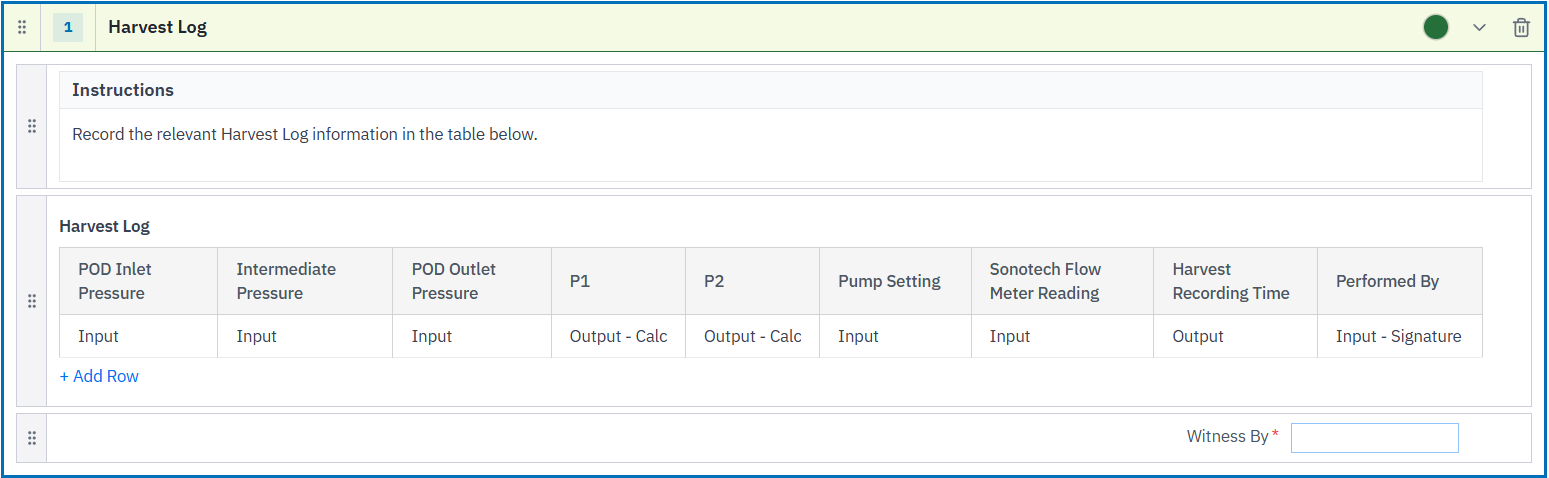 1 Harvest Log
Instructions
Record the relevant Harvest Log information in the table below.
Harvest Log
POD Inlet Pressure Intermediate Pressure POD Outlet Pressure P1 P2 Pump Setting Sonotech Flow Meter Reading Harvest Recording Time Performed By
Input Input Input Output - Calc Output - Calc Input Input Output Input - Signature
+ Add Row
Witness By *